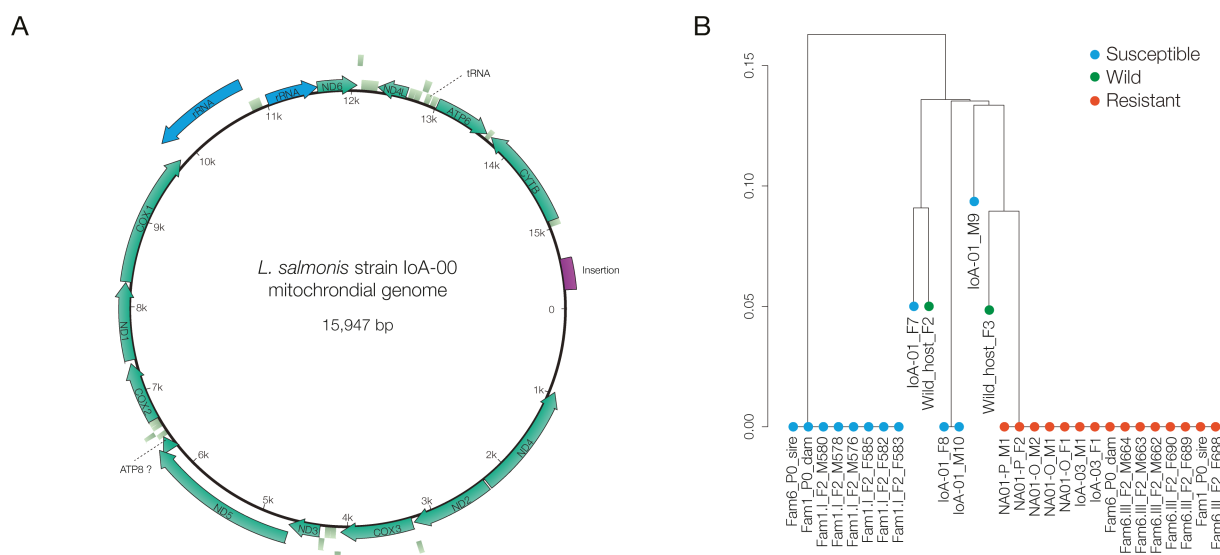 A
tRNA
rRNA
rRNA
ND6
ND4L
ATP6
CYTB
COX1
ND1
COX2
ATP8 ?
ND5
ND3
COX3
ND2
ND4
Insertion
0
1k
2k
3k
4k
5k
6k
7k
8k
9k
10k
11k
12k
13k
14k
15k
L. salmonis strain IoA-00
mitochrondial genome
15,947 bp
B
Susceptible
Wild
Resistant
0.15
0.10
0.05
0.00
Fam6_P0_sire
Fam1_P0_dam
Fam1.I_F2_M580
Fam1.I_F2_M578
Fam1.I_F2_M576
Fam1.I_F2_F585
Fam1.I_F2_F582
Fam1.I_F2_F583
IoA-01_F7
Wild_host_F2
IoA-01_F8
IoA-01_M10
IoA-01_M9
Wild_host_F3
NA01-P_M1
NA01-P_F2
NA01-O_M2
NA01-O_M1
NA01-O_F1
IoA-03_M1
IoA-03_F1
Fam6_P0_dam
Fam6.III_F2_M664
Fam6.III_F2_M663
Fam6.III_F2_M662
Fam6.III_F2_F690
Fam6.III_F2_F689
Fam1_P0_sire
Fam6.III_F2_F688